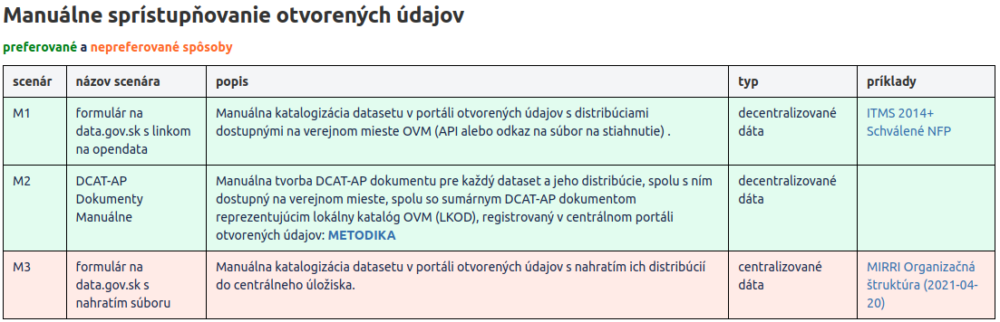 Manuálne sprístupňovanie otvorených údajov
preferované a nepreferované spôsoby
scenár názov scenára popis typ príklady
M1 formulár na data.gov.sk s linkom na opendata
Manuálna katalogizácia datasetu v portáli otvorených údajov s distribúciami
dostupnými na verejnom mieste OVM (API alebo odkaz na súbor na stiahnutie) .
decentralizované
dáta
ITMS 2014+
Schválené NFP
M2
DCAT-AP
Dokumenty
Manuálne
Manuálna tvorba DCAT-AP dokumentu pre každý dataset a jeho distribúcie, spolu s ním
dostupný na verejnom mieste, spolu so sumárnym DCAT-AP dokumentom
reprezentujúcim lokálny katalóg OVM (LKOD), registrovaný v centrálnom portáli
otvorených údajov: METODIKA
decentralizované
dáta
M3
formulár na
data.gov.sk s
nahratím súboru
Manuálna katalogizácia datasetu v portáli otvorených údajov s nahratím ich distribúcií
do centrálneho úložiska.
centralizované
dáta
MIRRI Organizačná
štruktúra (2021-04-
20)